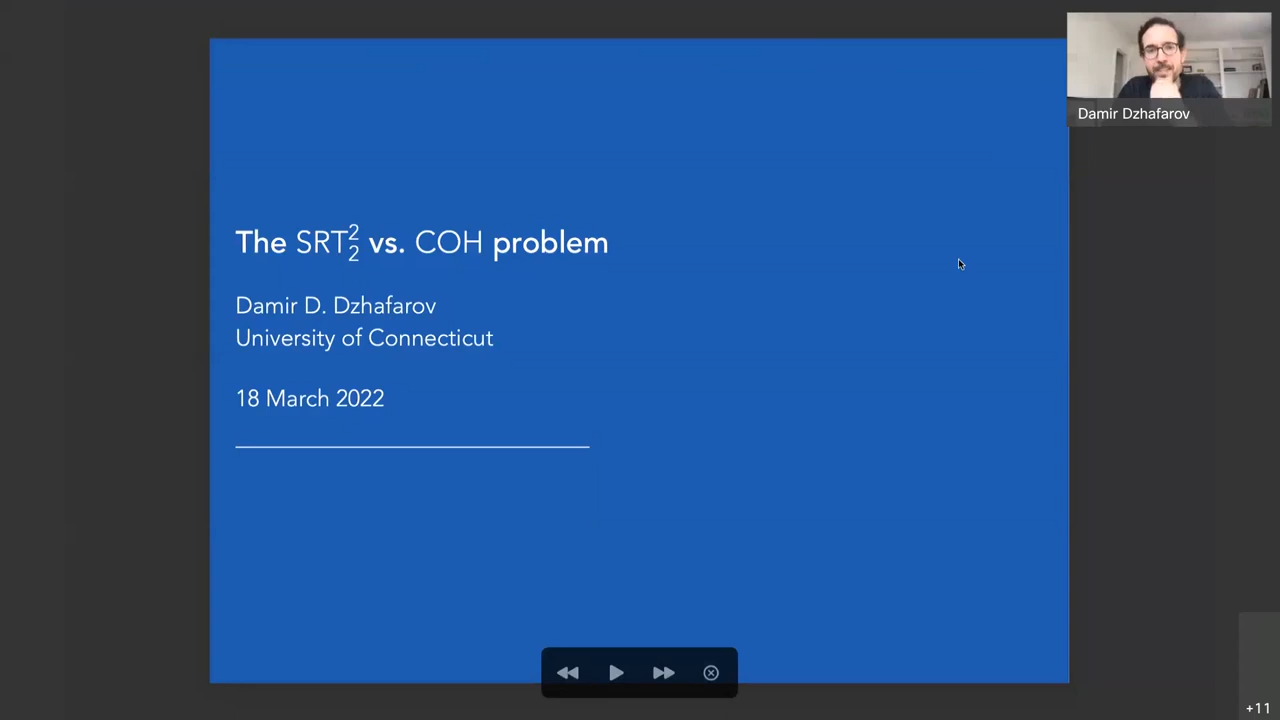 Damir Dzhafarov
The SRT²₂ vs. COH problem
Damir D. Dzhafarov
University of Connecticut
18 March 2022
+11